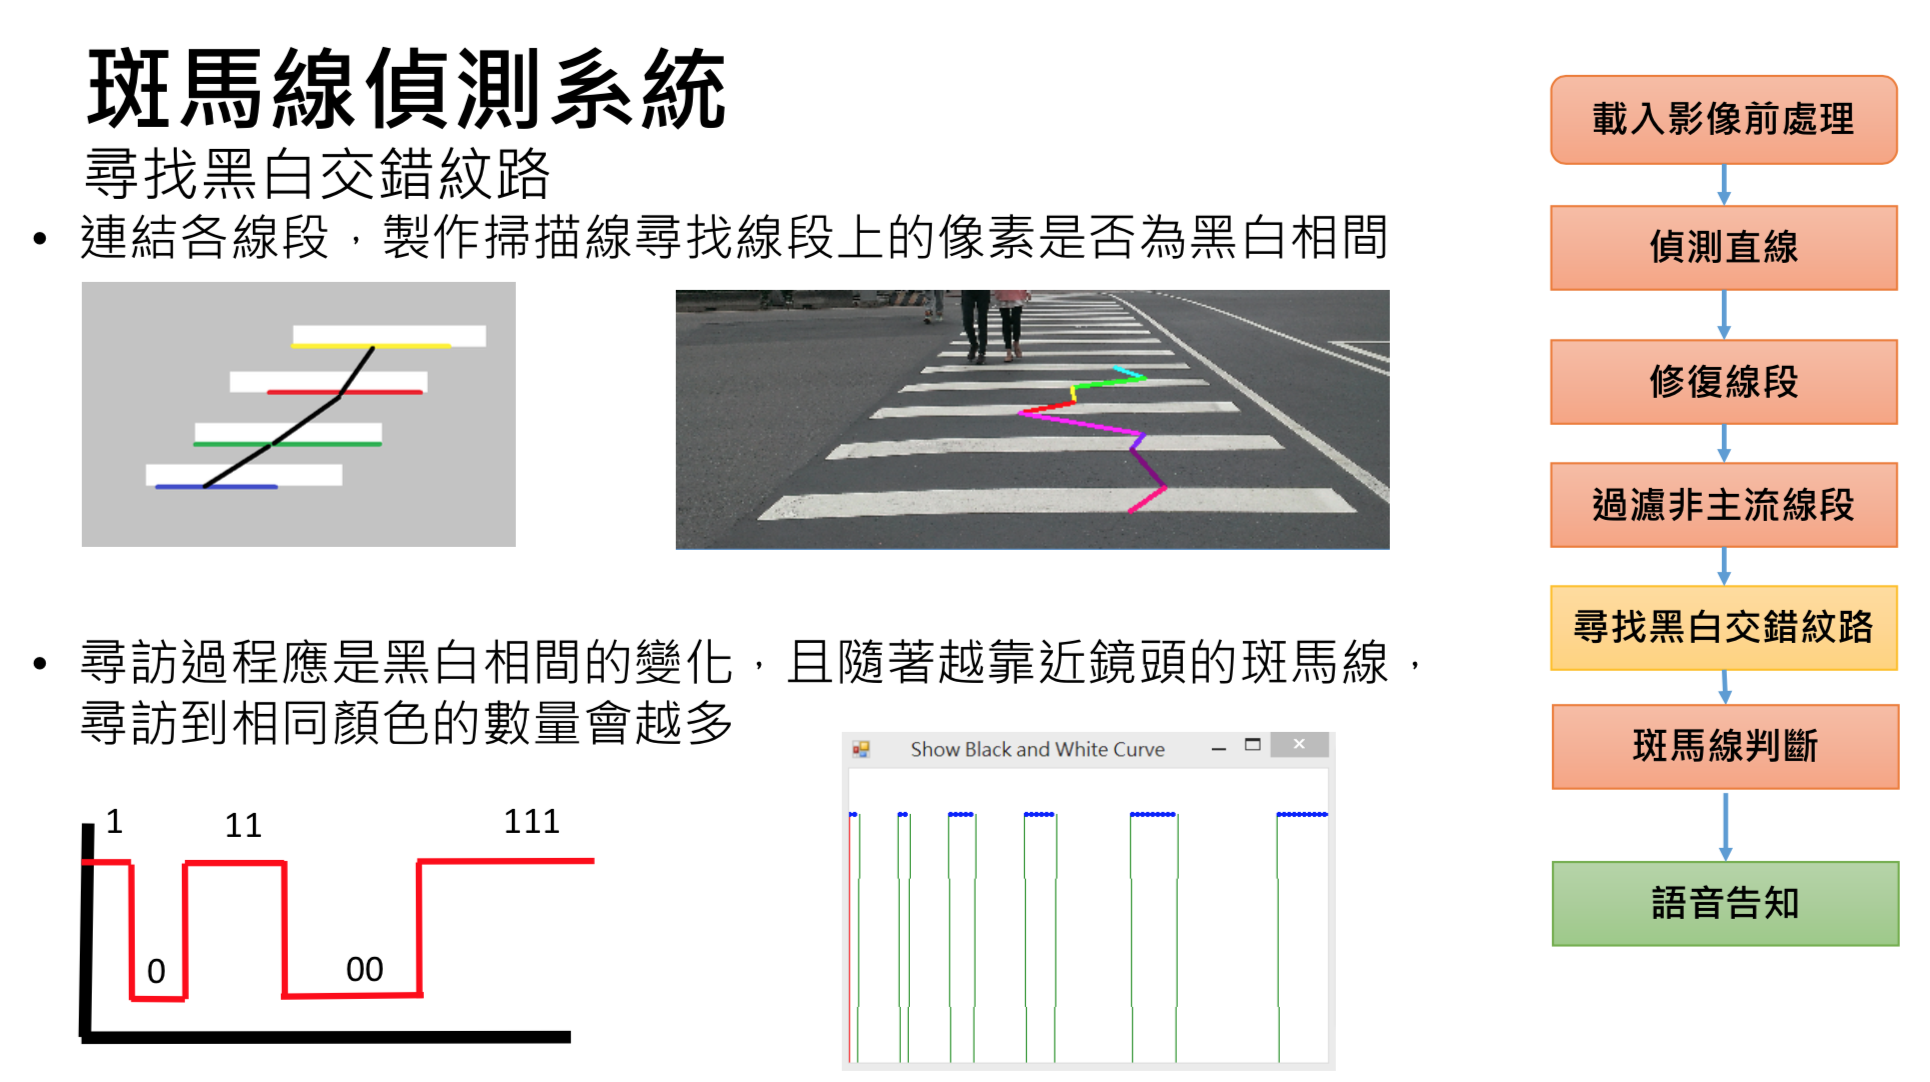 斑馬線偵測系統
尋找黑白交錯紋路
• 連結各線段，製作掃描線尋找線段上的像素是否為黑白相間
• 尋訪過程應是黑白相間的變化，且隨著越靠近鏡頭的斑馬線，
尋訪到相同顏色的數量會越多
1
11
111
0
00
Show Black and White Curve
載入影像前處理
偵測直線
修復線段
過濾非主流線段
尋找黑白交錯紋路
斑馬線判斷
語音告知